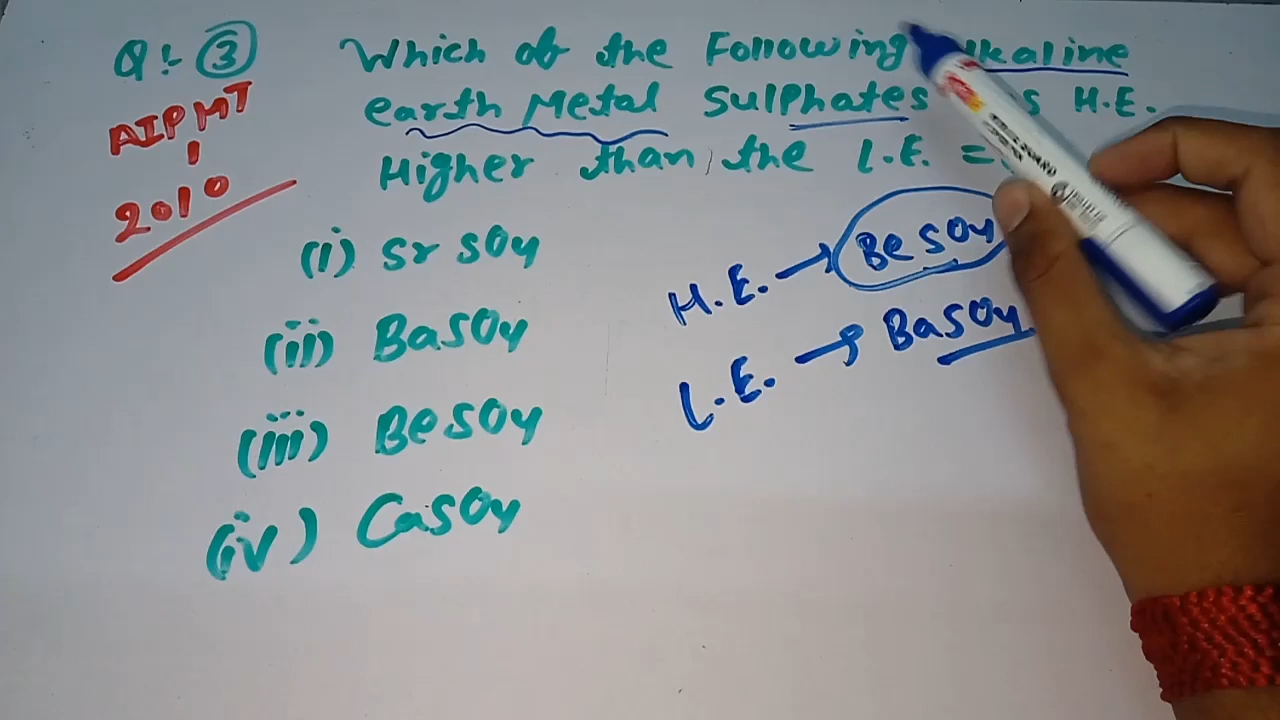 Q:- ③ Which of the Following lkaline
AIPMT earth Metal Sulphates s H.E.
2010 Higher than the L.E. =
(i) Sr SO4
(ii) BaSO4
(iii) BeSO4
(iv) CaSO4
H.E. → BeSO4
L.E. → BaSO4